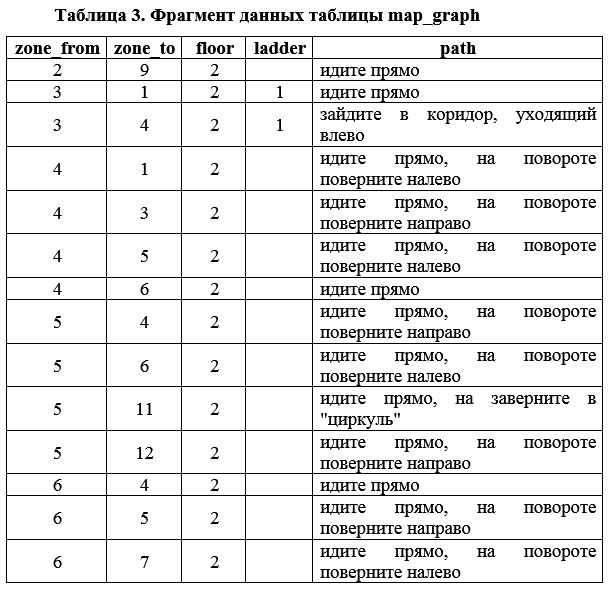 Таблица 3. Фрагмент данных таблицы map_graph
zone_from zone_to floor ladder path
2 9 2 идите прямо
3 1 2 1 идите прямо
3 4 2 1 зайдите в коридор, уходящий
влево
4 1 2 идите прямо, на повороте
поверните налево
4 3 2 идите прямо, на повороте
поверните направо
4 5 2 идите прямо, на повороте
поверните налево
4 6 2 идите прямо
5 4 2 идите прямо, на повороте
поверните направо
5 6 2 идите прямо, на повороте
поверните налево
5 11 2 идите прямо, на заверните в
"циркуль"
5 12 2 идите прямо, на повороте
поверните направо
6 4 2 идите прямо
6 5 2 идите прямо, на повороте
поверните направо
6 7 2 идите прямо, на повороте
поверните налево